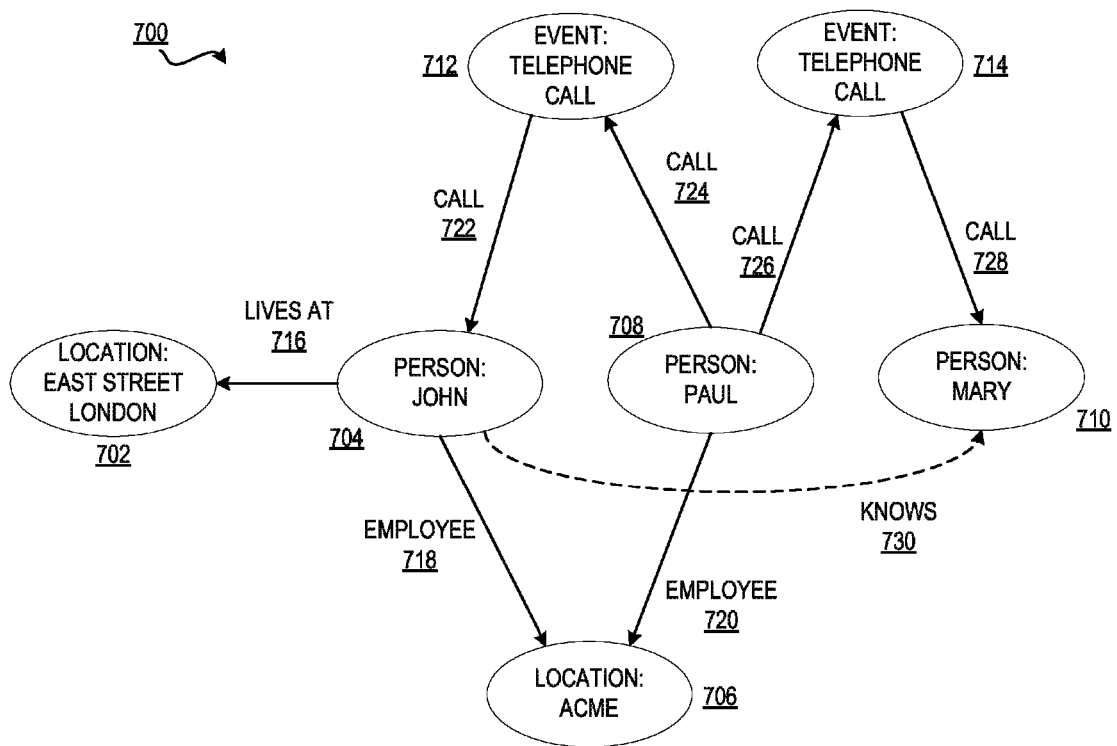 700
712
EVENT:
TELEPHONE
CALL
EVENT:
TELEPHONE
CALL
714
CALL
722
CALL
724
CALL
726
CALL
728
LIVES AT
716
LOCATION:
EAST STREET
LONDON
702
PERSON:
JOHN
704
708
PERSON:
PAUL
PERSON:
MARY
710
EMPLOYEE
718
KNOWS
730
EMPLOYEE
720
LOCATION:
ACME
706